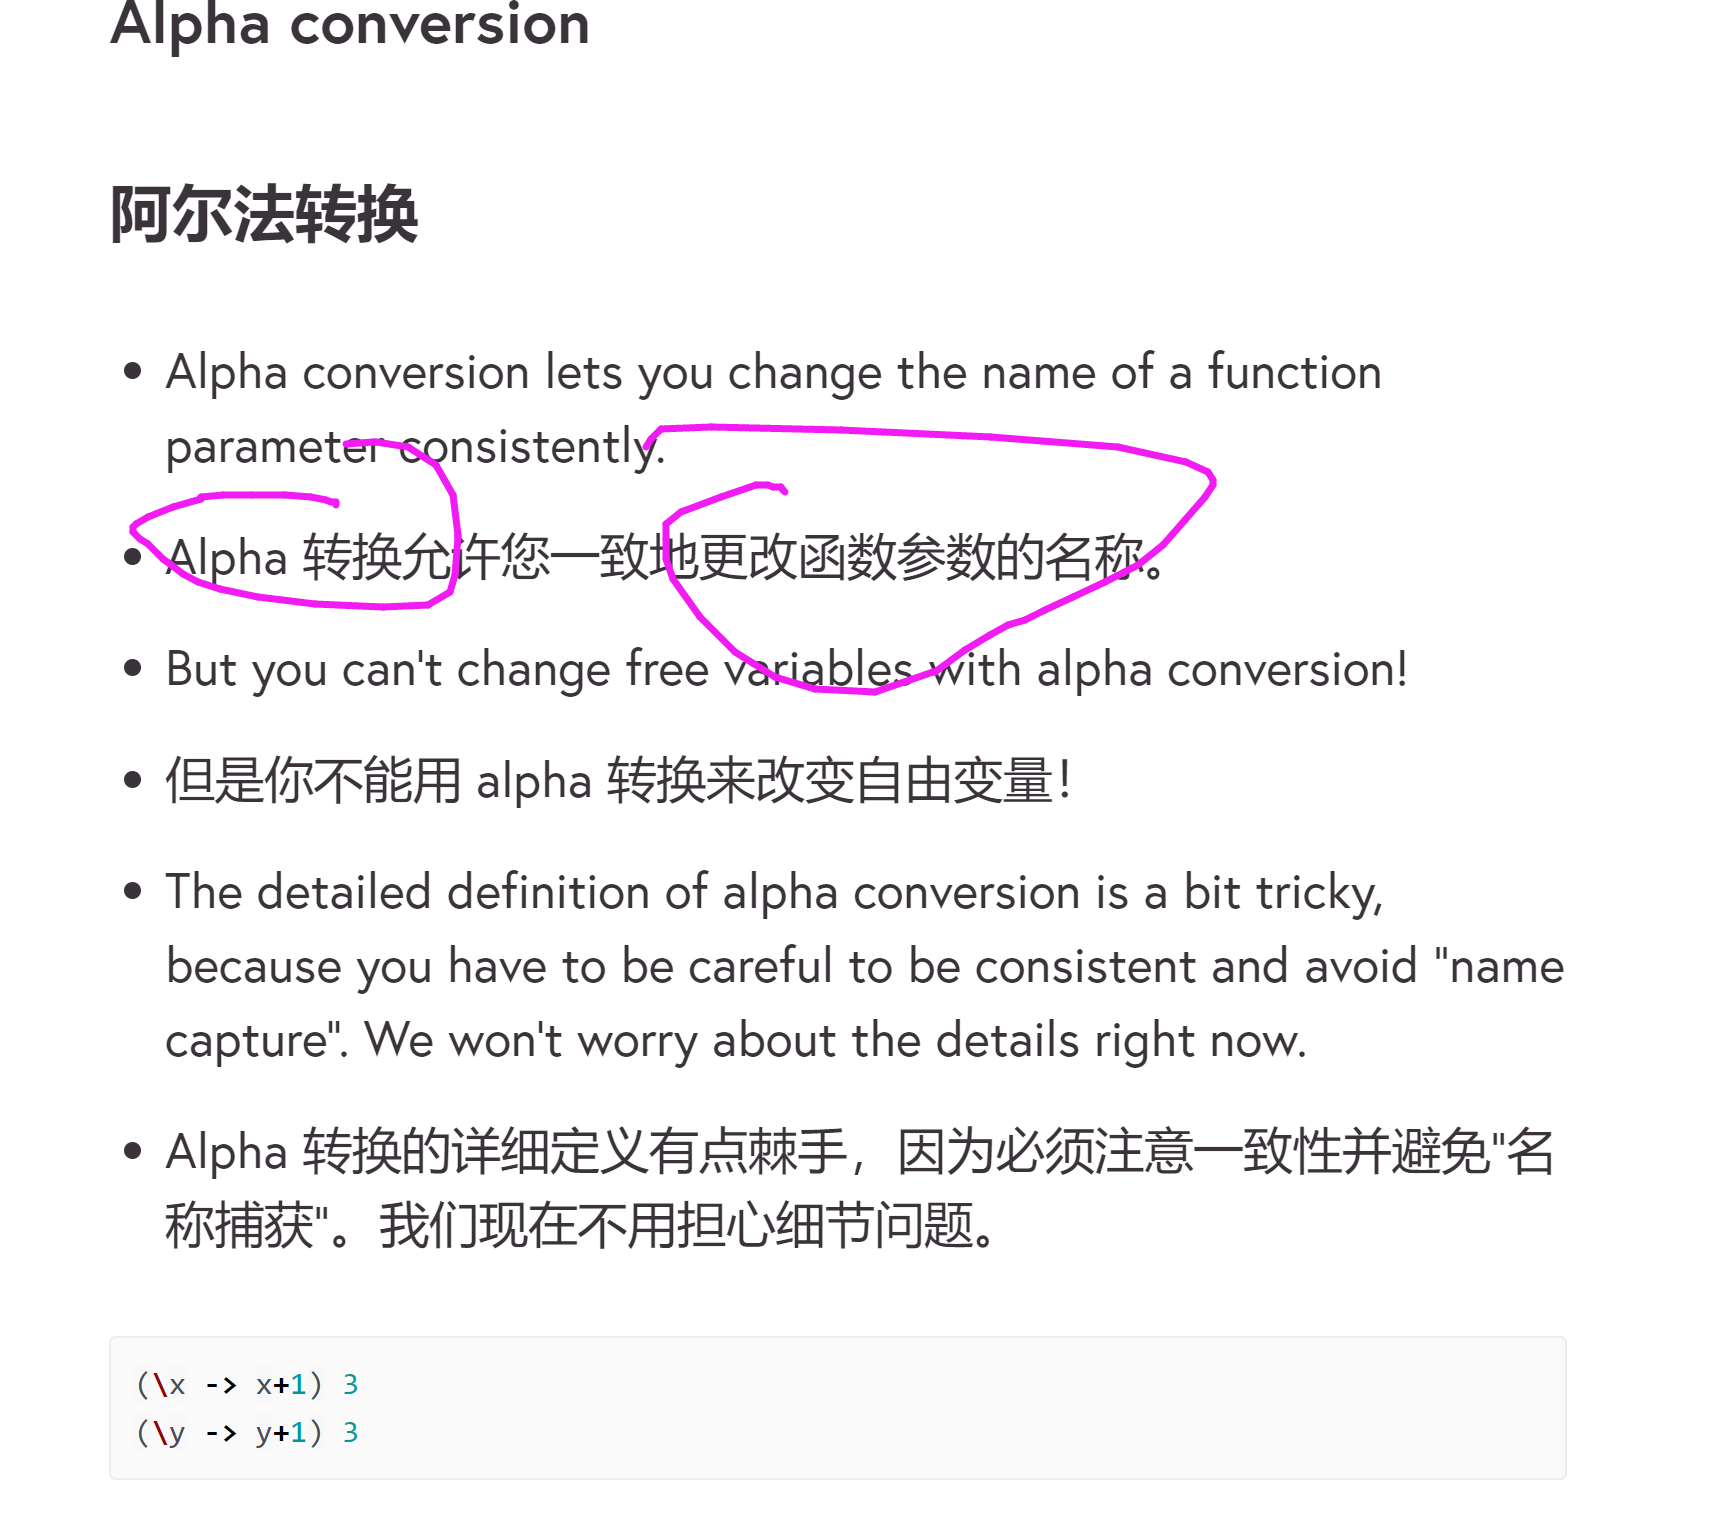 Alpha conversion
阿尔法转换
Alpha conversion lets you change the name of a function
parameter consistently.
Alpha 转换允许您一致地更改函数参数的名称。
But you can't change free variables with alpha conversion!
但是你不能用 alpha 转换来改变自由变量！
The detailed definition of alpha conversion is a bit tricky,
because you have to be careful to be consistent and avoid "name
capture". We won't worry about the details right now.
Alpha 转换的详细定义有点棘手，因为必须注意一致性并避免"名
称捕获"。我们现在不用担心细节问题。
(\x -> x+1) 3
(\y -> y+1) 3